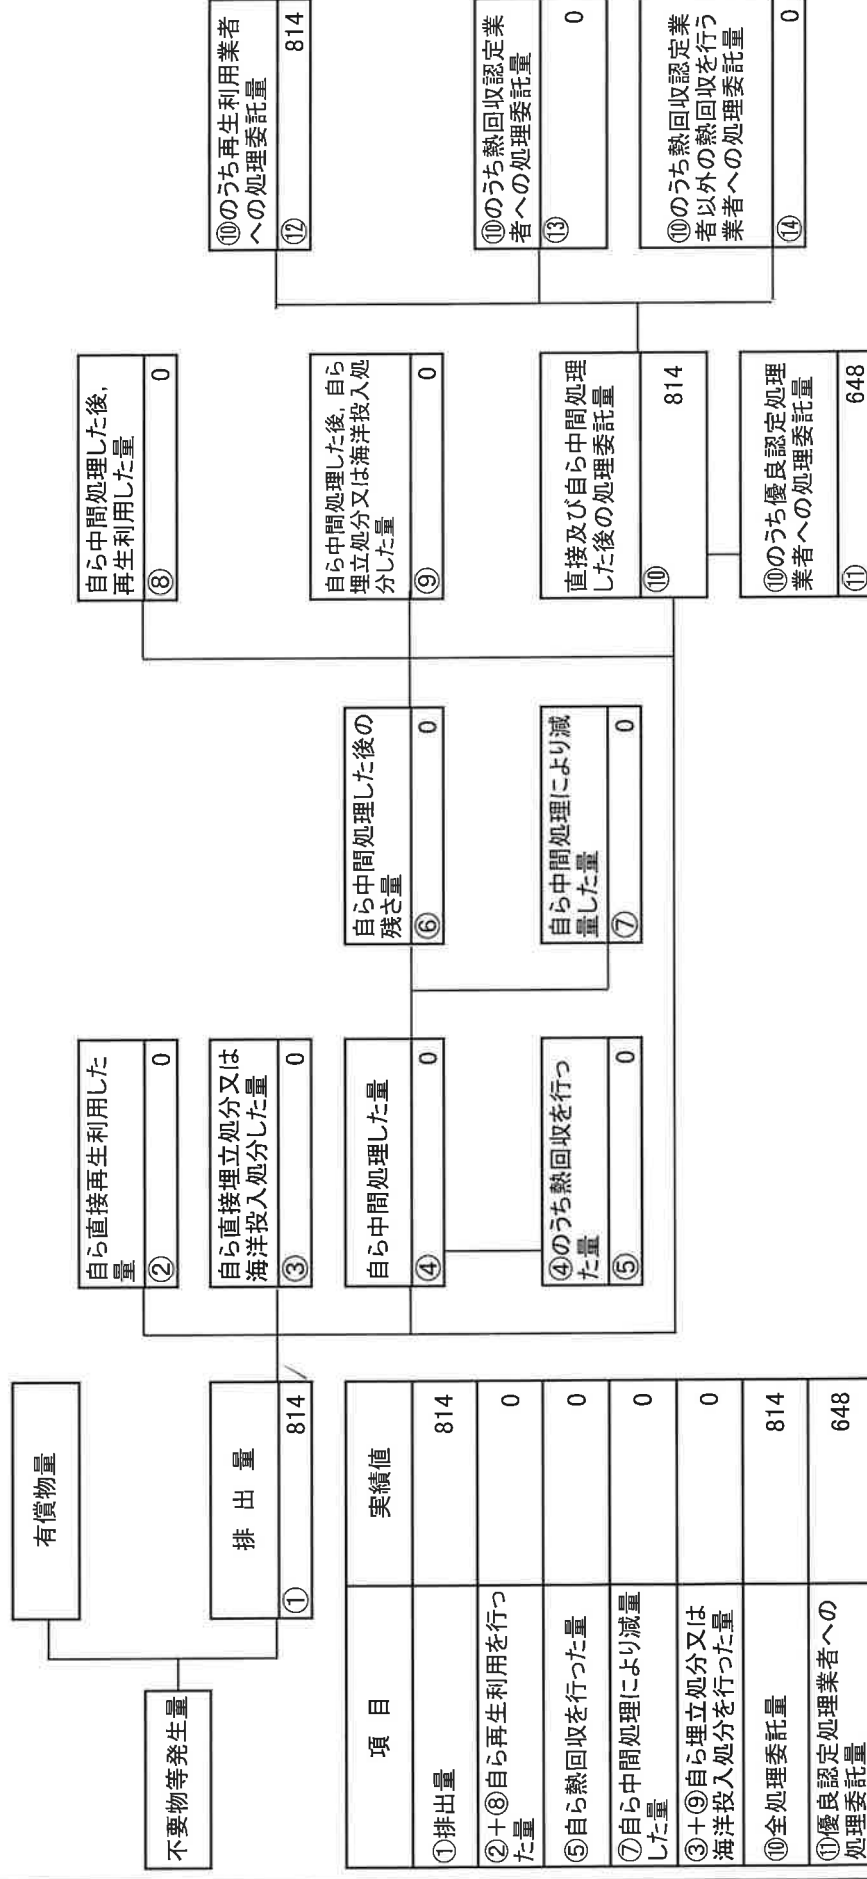 有償物量
不要物等発生量
排 出 量
① 814
自ら直接再生利用した
量
② 0
自ら直接埋立処分又は
海洋投入処分した量
③ 0
自ら中間処理した量
④ 0
④のうち熱回収を行っ
た量
⑤ 0
自ら中間処理した後の
残さ量
⑥ 0
自ら中間処理により減
量した量
⑦ 0
自ら中間処理した後,
再生利用した量
⑧ 0
自ら中間処理した後, 自ら
埋立処分又は海洋投入処
分した量
⑨ 0
直接及び自ら中間処理
した後の処理委託量
⑩ 814
⑩のうち優良認定処理
業者への処理委託量
⑪ 648
⑩のうち再生利用業者
への処理委託量
⑫ 814
⑩のうち熱回収認定業
者への処理委託量
⑬ 0
⑩のうち熱回収認定業
者以外の熱回収を行う
業者への処理委託量
⑭ 0
項 目 実績値
①排出量 814
②+⑧自ら再生利用を行っ
た量 0
⑤自ら熱回収を行った量 0
⑦自ら中間処理により減量
した量 0
③+⑨自ら埋立処分又は
海洋投入処分を行った量 0
⑩全処理委託量 814
⑪優良認定処理業者への
処理委託量 648